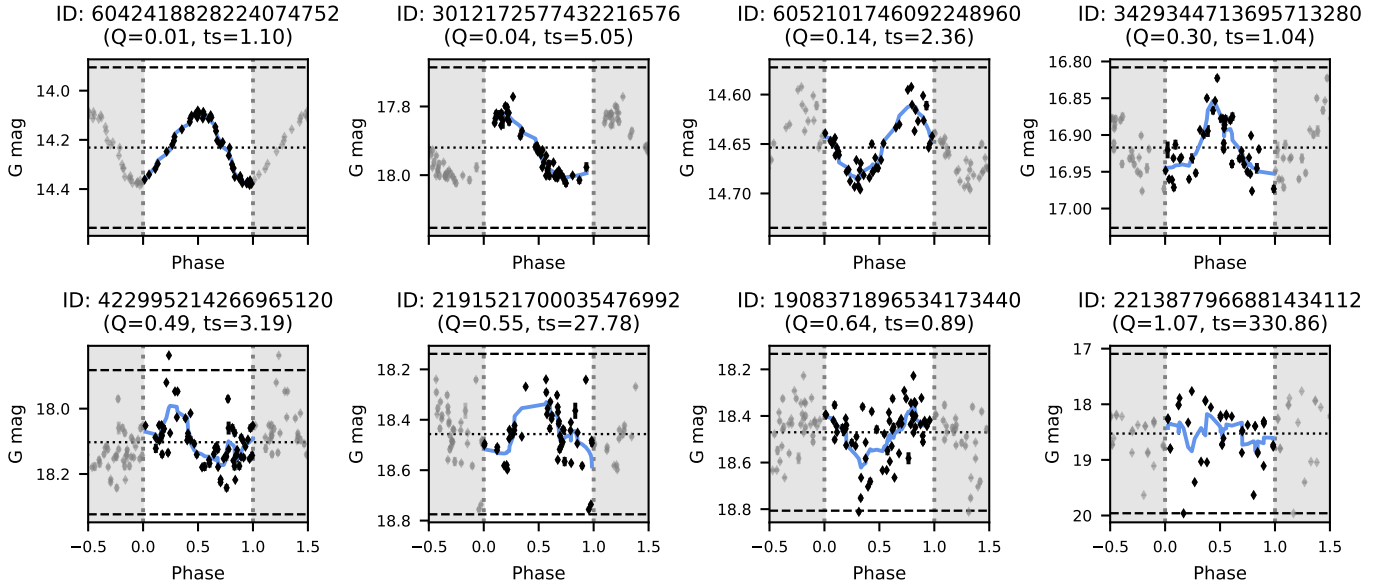 ID: 6042418828224074752
(Q=0.01, ts=1.10)
ID: 3012172577432216576
(Q=0.04, ts=5.05)
ID: 6052101746092248960
(Q=0.14, ts=2.36)
ID: 3429344713695713280
(Q=0.30, ts=1.04)
G mag
14.0
14.2
14.4
Phase
G mag
17.8
18.0
Phase
G mag
14.60
14.65
14.70
Phase
G mag
16.80
16.85
16.90
16.95
17.00
Phase
ID: 422995214266965120
(Q=0.49, ts=3.19)
ID: 2191521700035476992
(Q=0.55, ts=27.78)
ID: 1908371896534173440
(Q=0.64, ts=0.89)
ID: 2213877966881434112
(Q=1.07, ts=330.86)
G mag
18.0
18.2
−0.5 0.0 0.5 1.0 1.5
Phase
G mag
18.2
18.4
18.6
18.8
−0.5 0.0 0.5 1.0 1.5
Phase
G mag
18.2
18.4
18.6
18.8
−0.5 0.0 0.5 1.0 1.5
Phase
G mag
17
18
19
20
−0.5 0.0 0.5 1.0 1.5
Phase